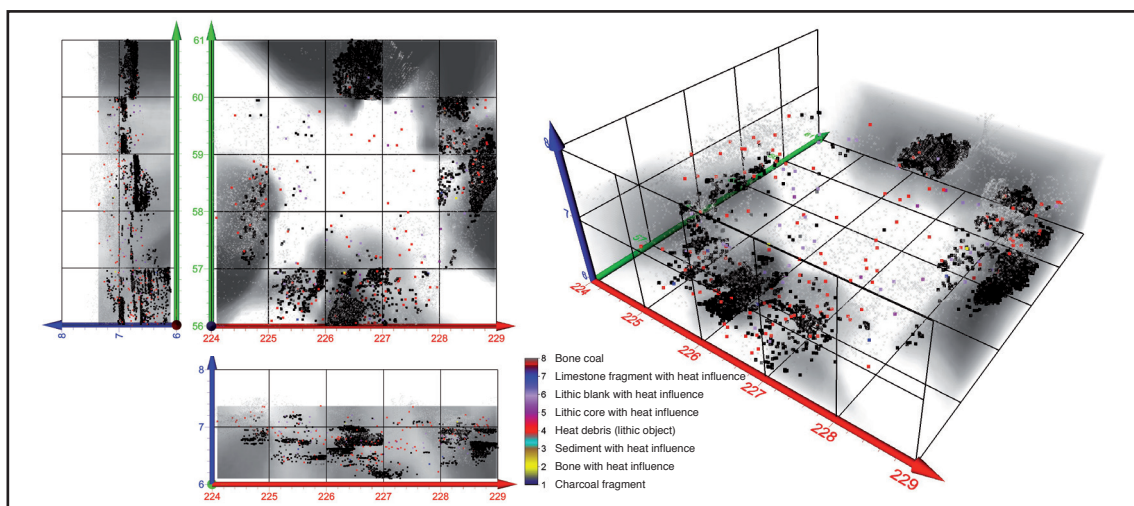 61
60
59
58
57
56
8 7 6
224 225 226 227 228 229
8
7
6
224 225 226 227 228 229
8 Bone coal
7 Limestone fragment with heat influence
6 Lithic blank with heat influence
5 Lithic core with heat influence
4 Heat debris (lithic object)
3 Sediment with heat influence
2 Bone with heat influence
1 Charcoal fragment
224
225
226
227
228
229